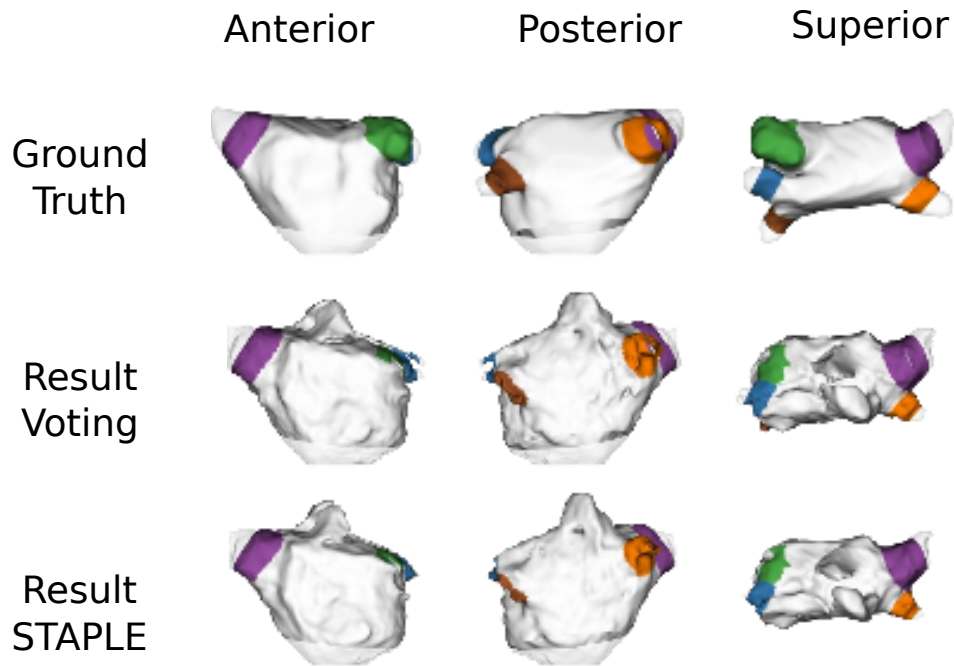 Anterior
Posterior
Superior
Ground
Truth
Result
Voting
Result
STAPLE